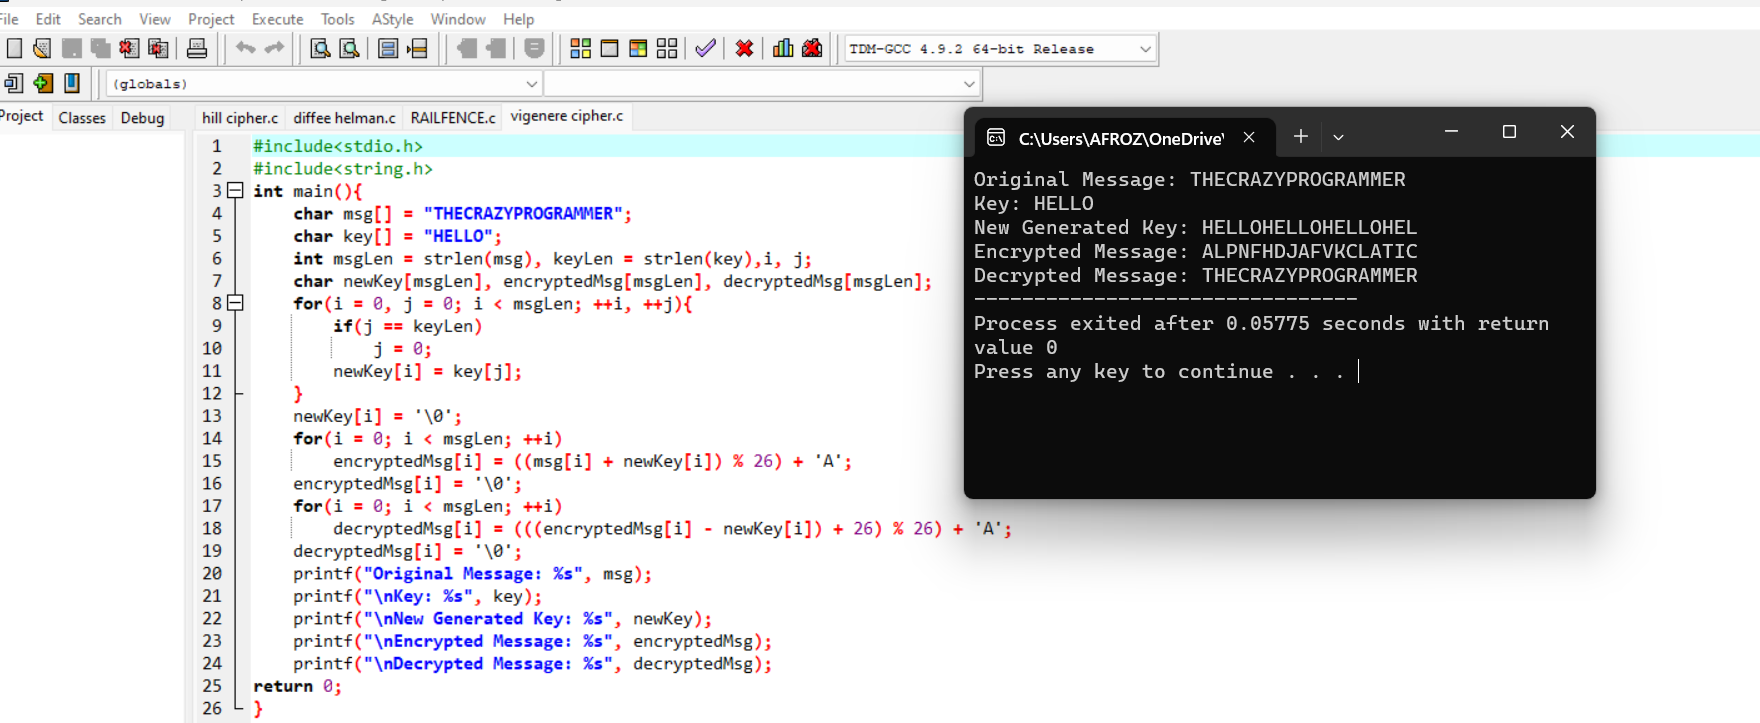 File Edit Search View Project Execute Tools AStyle Window Help
TDM-GCC 4.9.2 64-bit Release
(globals)
Project Classes Debug
hill cipher.c diffee helman.c RAILFENCE.c vigenere cipher.c
1 #include<stdio.h>
2 #include<string.h>
3 int main(){
4 char msg[] = "THECRAZYPROGRAMMER";
5 char key[] = "HELLO";
6 int msgLen = strlen(msg), keyLen = strlen(key),i, j;
7 char newKey[msgLen], encryptedMsg[msgLen], decryptedMsg[msgLen];
8 for(i = 0, j = 0; i < msgLen; ++i, ++j){
9 if(j == keyLen)
10 j = 0;
11 newKey[i] = key[j];
12 }
13 newKey[i] = '\0';
14 for(i = 0; i < msgLen; ++i)
15 encryptedMsg[i] = ((msg[i] + newKey[i]) % 26) + 'A';
16 encryptedMsg[i] = '\0';
17 for(i = 0; i < msgLen; ++i)
18 decryptedMsg[i] = (((encryptedMsg[i] - newKey[i]) + 26) % 26) + 'A';
19 decryptedMsg[i] = '\0';
20 printf("Original Message: %s", msg);
21 printf("\nKey: %s", key);
22 printf("\nNew Generated Key: %s", newKey);
23 printf("\nEncrypted Message: %s", encryptedMsg);
24 printf("\nDecrypted Message: %s", decryptedMsg);
25 return 0;
26 }
C:\Users\AFROZ\OneDrive\
Original Message: THECRAZYPROGRAMMER
Key: HELLO
New Generated Key: HELLOHELLOHELLOHEL
Encrypted Message: ALPNFHDJAFVKCLATIC
Decrypted Message: THECRAZYPROGRAMMER
--------------------------------
Process exited after 0.05775 seconds with return
value 0
Press any key to continue . . .